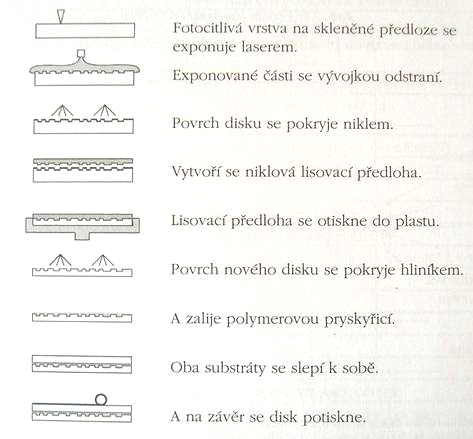 Fotocitlivá vrstva na skleněné předloze se
exponuje laserem.
Exponované části se vývojkou odstraní.
Povrch disku se pokryje niklem.
Vytvoří se niklová lisovací předloha.
Lisovací předloha se otiskne do plastu.
Povrch nového disku se pokryje hliníkem.
A zalije polymerovou pryskyřicí.
Oba substráty se slepí k sobě.
A na závěr se disk potiskne.